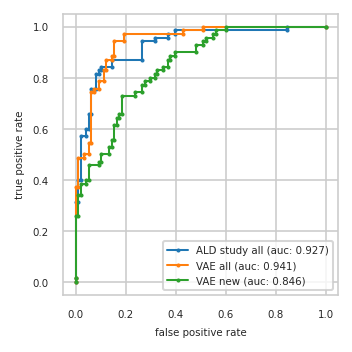 1.0
0.8
0.6
0.4
0.2
0.0
true positive rate
ALD study all (auc: 0.927)
VAE all (auc: 0.941)
VAE new (auc: 0.846)
0.0 0.2 0.4 0.6 0.8 1.0
false positive rate